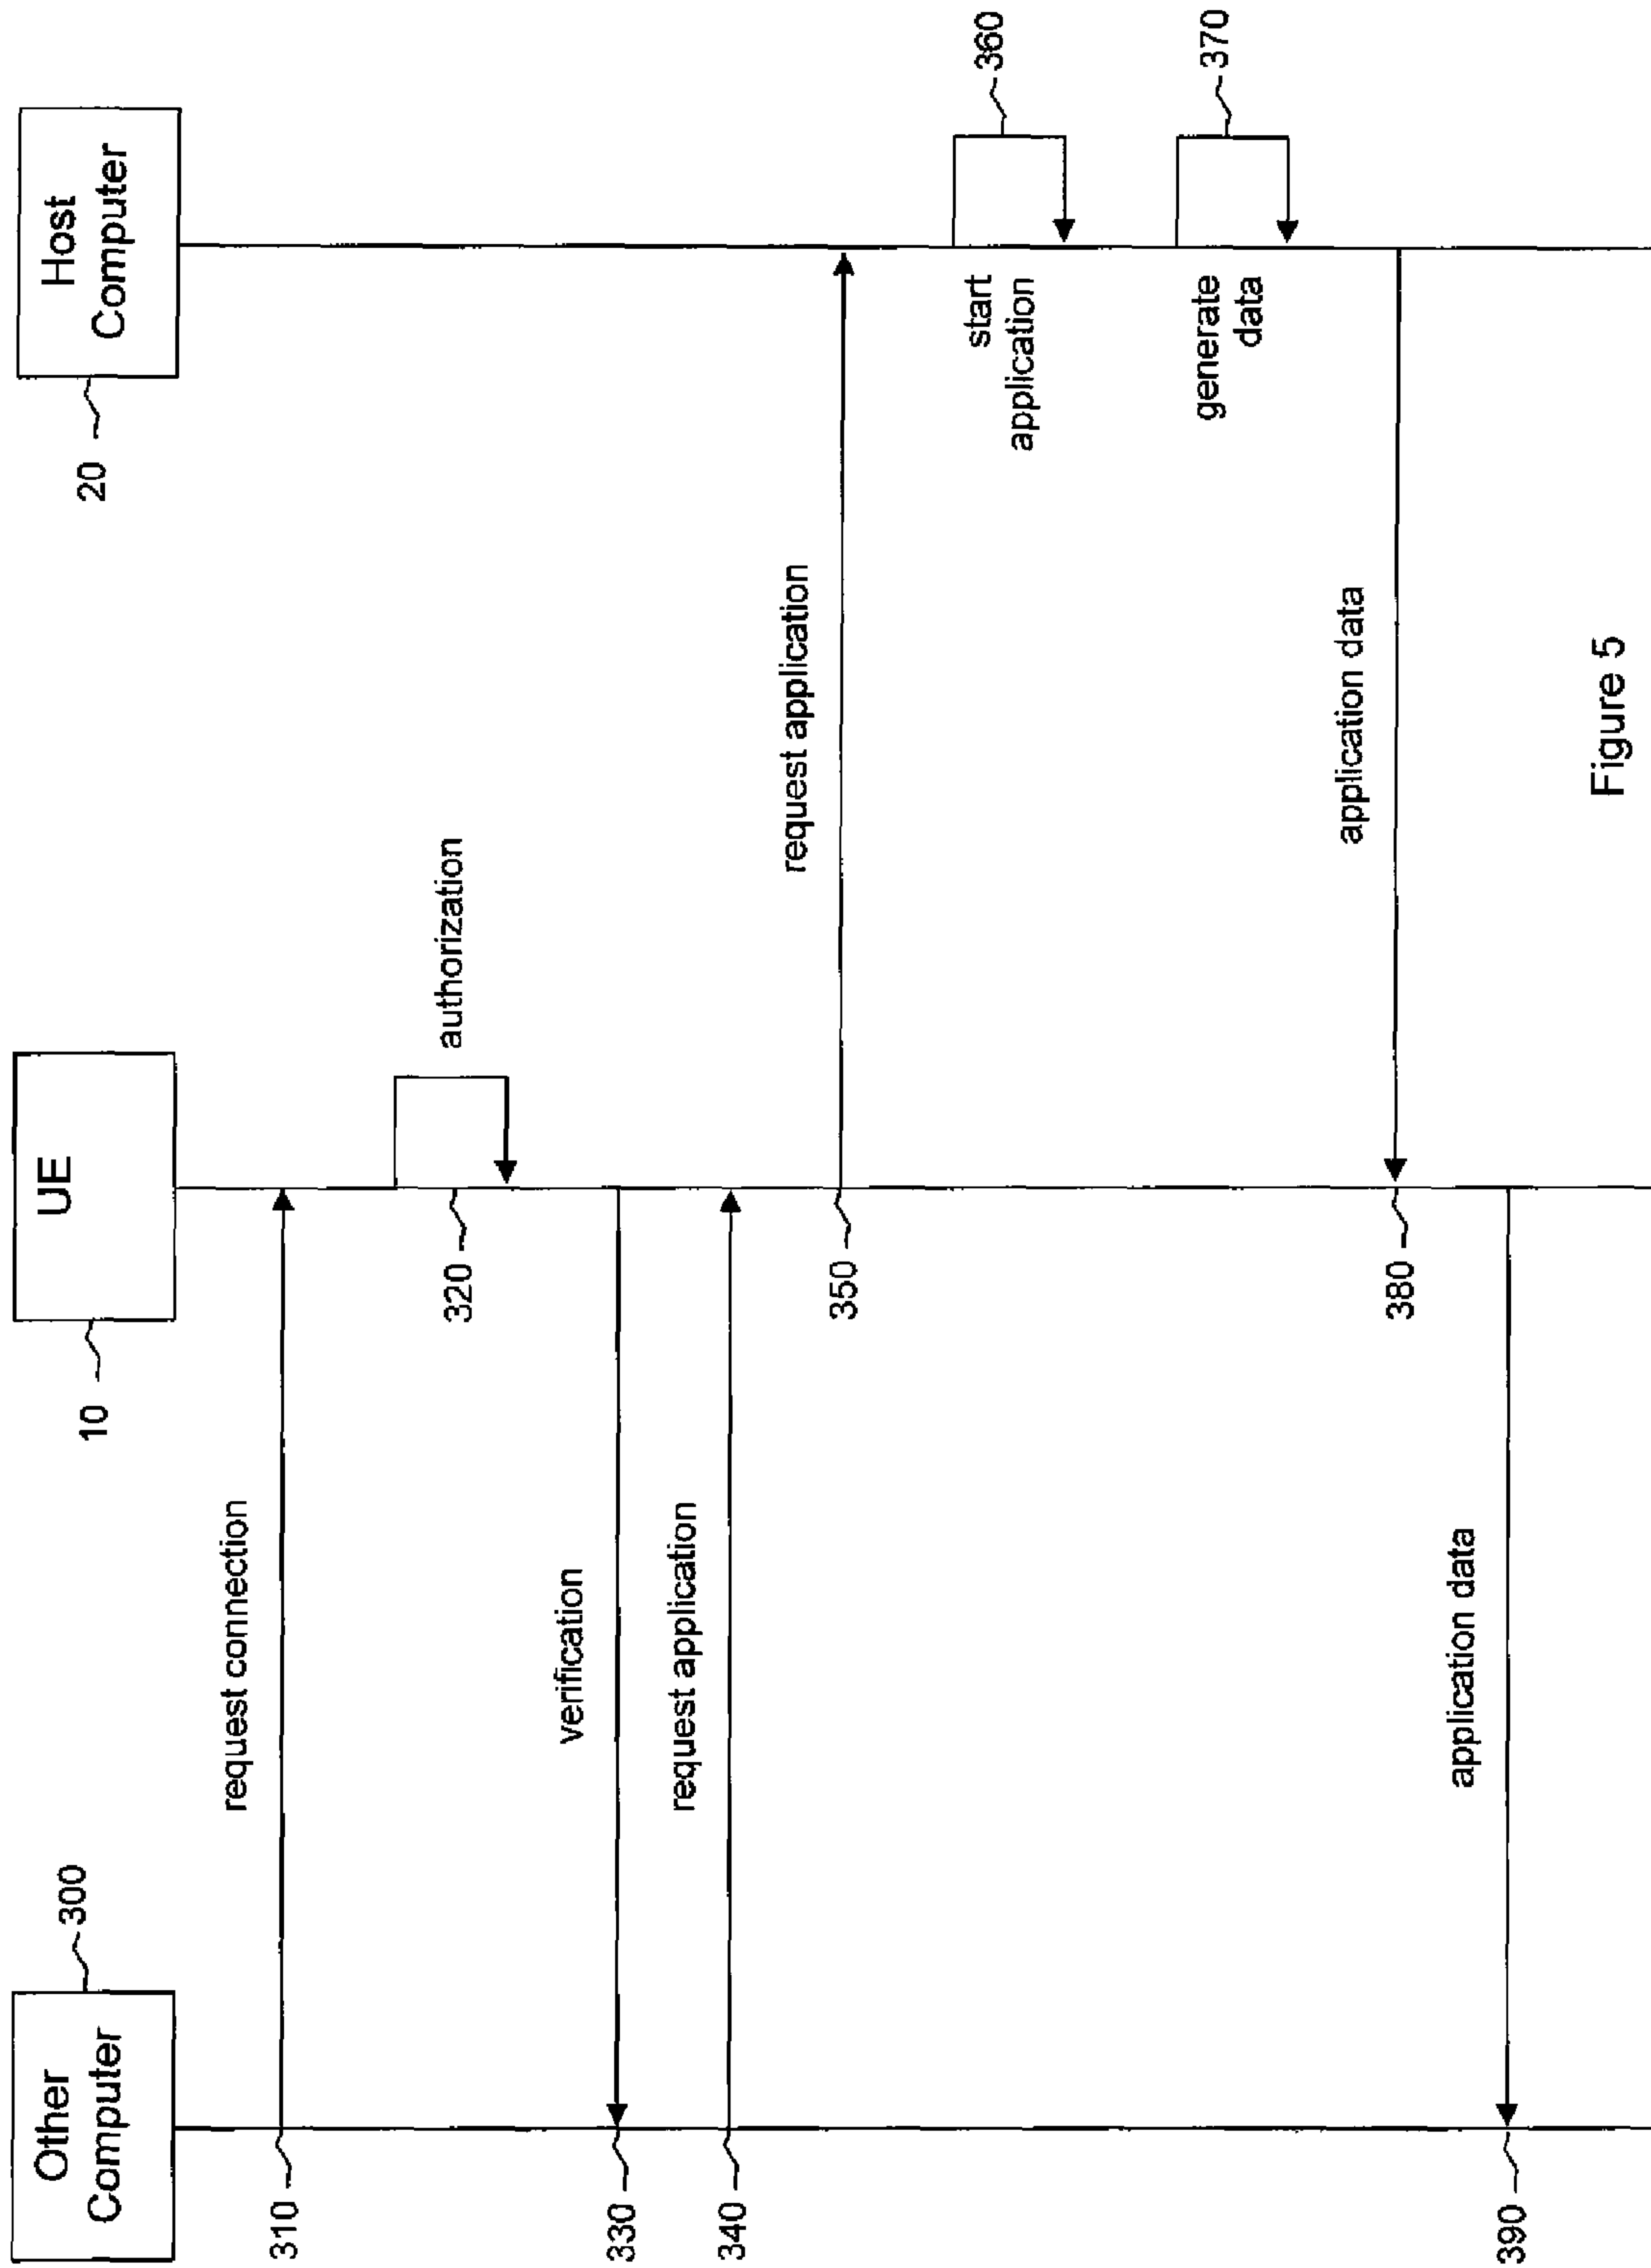 Other
Computer
300
UE
10
Host
Computer
20
310
request connection
320
authorization
330
verification
340
request application
350
request application
start
application
360
generate
data
370
380
application data
390
application data
Figure 5